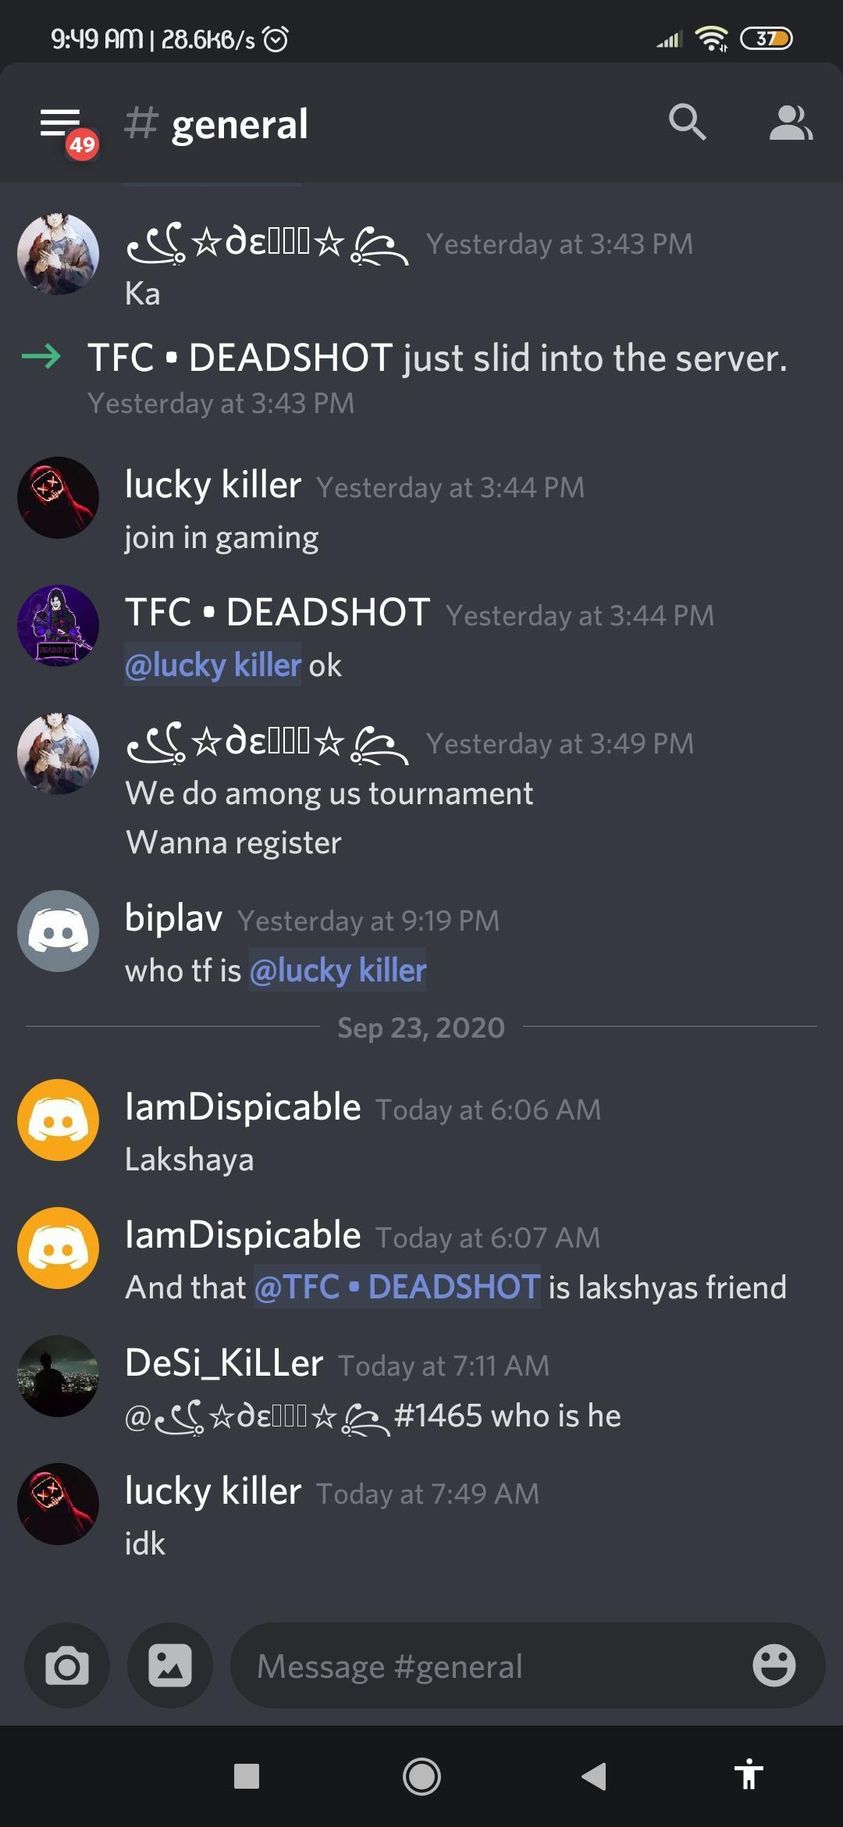 9:49 AM | 28.6KB/s
37
49
# general
☆∂ε▯▯▯☆ Yesterday at 3:43 PM
Ka
TFC • DEADSHOT just slid into the server.
Yesterday at 3:43 PM
lucky killer Yesterday at 3:44 PM
join in gaming
TFC • DEADSHOT Yesterday at 3:44 PM
@lucky killer ok
☆∂ε▯▯▯☆ Yesterday at 3:49 PM
We do among us tournament
Wanna register
biplav Yesterday at 9:19 PM
who tf is @lucky killer
Sep 23, 2020
IamDispicable Today at 6:06 AM
Lakshaya
IamDispicable Today at 6:07 AM
And that @TFC • DEADSHOT is lakshyas friend
DeSi_KiLLer Today at 7:11 AM
@☆∂ε▯▯▯☆ #1465 who is he
lucky killer Today at 7:49 AM
idk
Message #general